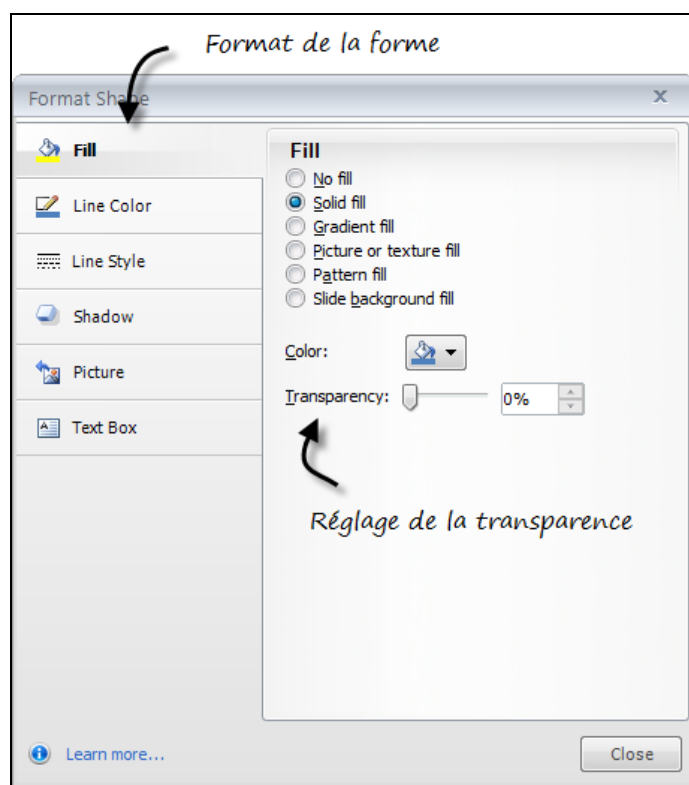 Format de la forme
Format Shape
Fill
Line Color
Line Style
Shadow
Picture
Text Box
Fill
No fill
Solid fill
Gradient fill
Picture or texture fill
Pattern fill
Slide background fill
Color:
Transparency: 0%
Réglage de la transparence
Learn more...
Close